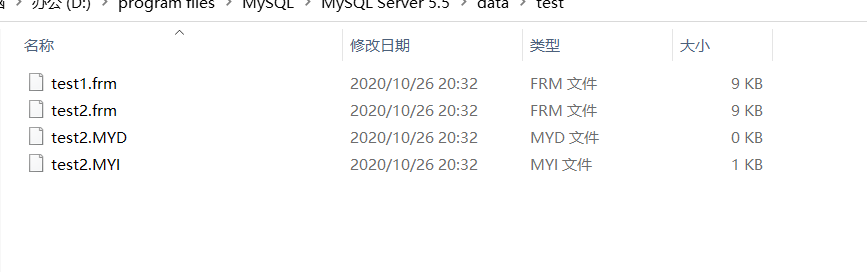 办公 (D:) > program files > MySQL > MySQL Server 5.5 > data > test
名称 修改日期 类型 大小
test1.frm 2020/10/26 20:32 FRM 文件 9 KB
test2.frm 2020/10/26 20:32 FRM 文件 9 KB
test2.MYD 2020/10/26 20:32 MYD 文件 0 KB
test2.MYI 2020/10/26 20:32 MYI 文件 1 KB